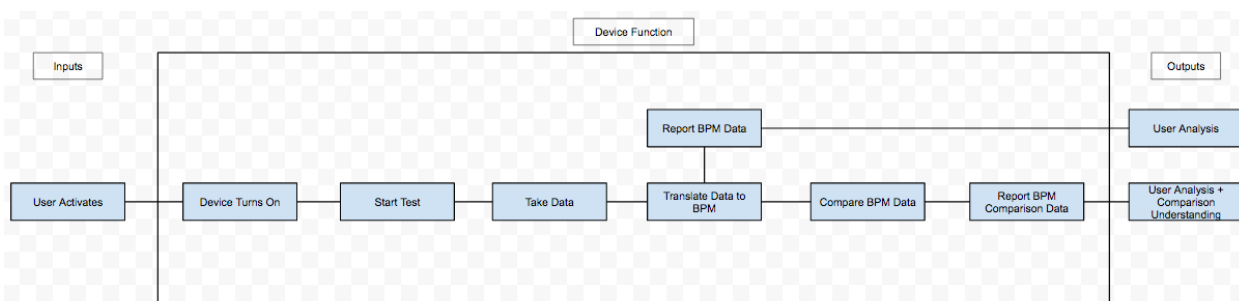 Device Function
Inputs
Outputs
Report BPM Data
User Analysis
User Activates
Device Turns On
Start Test
Take Data
Translate Data to
BPM
Compare BPM Data
Report BPM
Comparison Data
User Analysis +
Comparison
Understanding